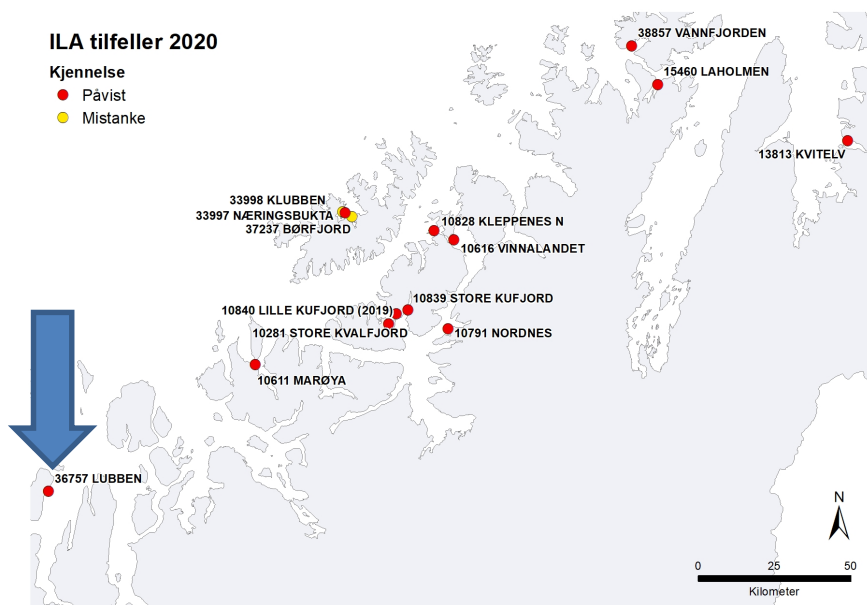 ILA tilfeller 2020
Kjennelse
Påvist
Mistanke
38857 VANNFJORDEN
15460 LAHOLMEN
13813 KVITELV
33998 KLUBBEN
33997 NÆRINGSBUKTA
37237 BØRFJORD
10828 KLEPPENES N
10616 VINNALANDET
10839 STORE KUFJORD
10840 LILLE KUFJORD (2019)
10281 STORE KVALFJORD
10791 NORDNES
10611 MARØYA
36757 LUBBEN
N
0 25 50
Kilometer